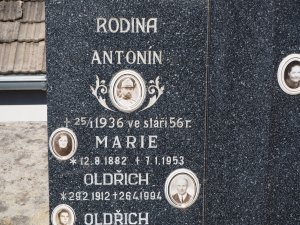 RODINA
ANTONÍN
+ 25/I 1936 ve stáří 56 r.
MARIE
* 12.8.1882 + 7.1.1953
OLDŘICH
* 29.2.1912 + 26.4.1994
OLDŘICH